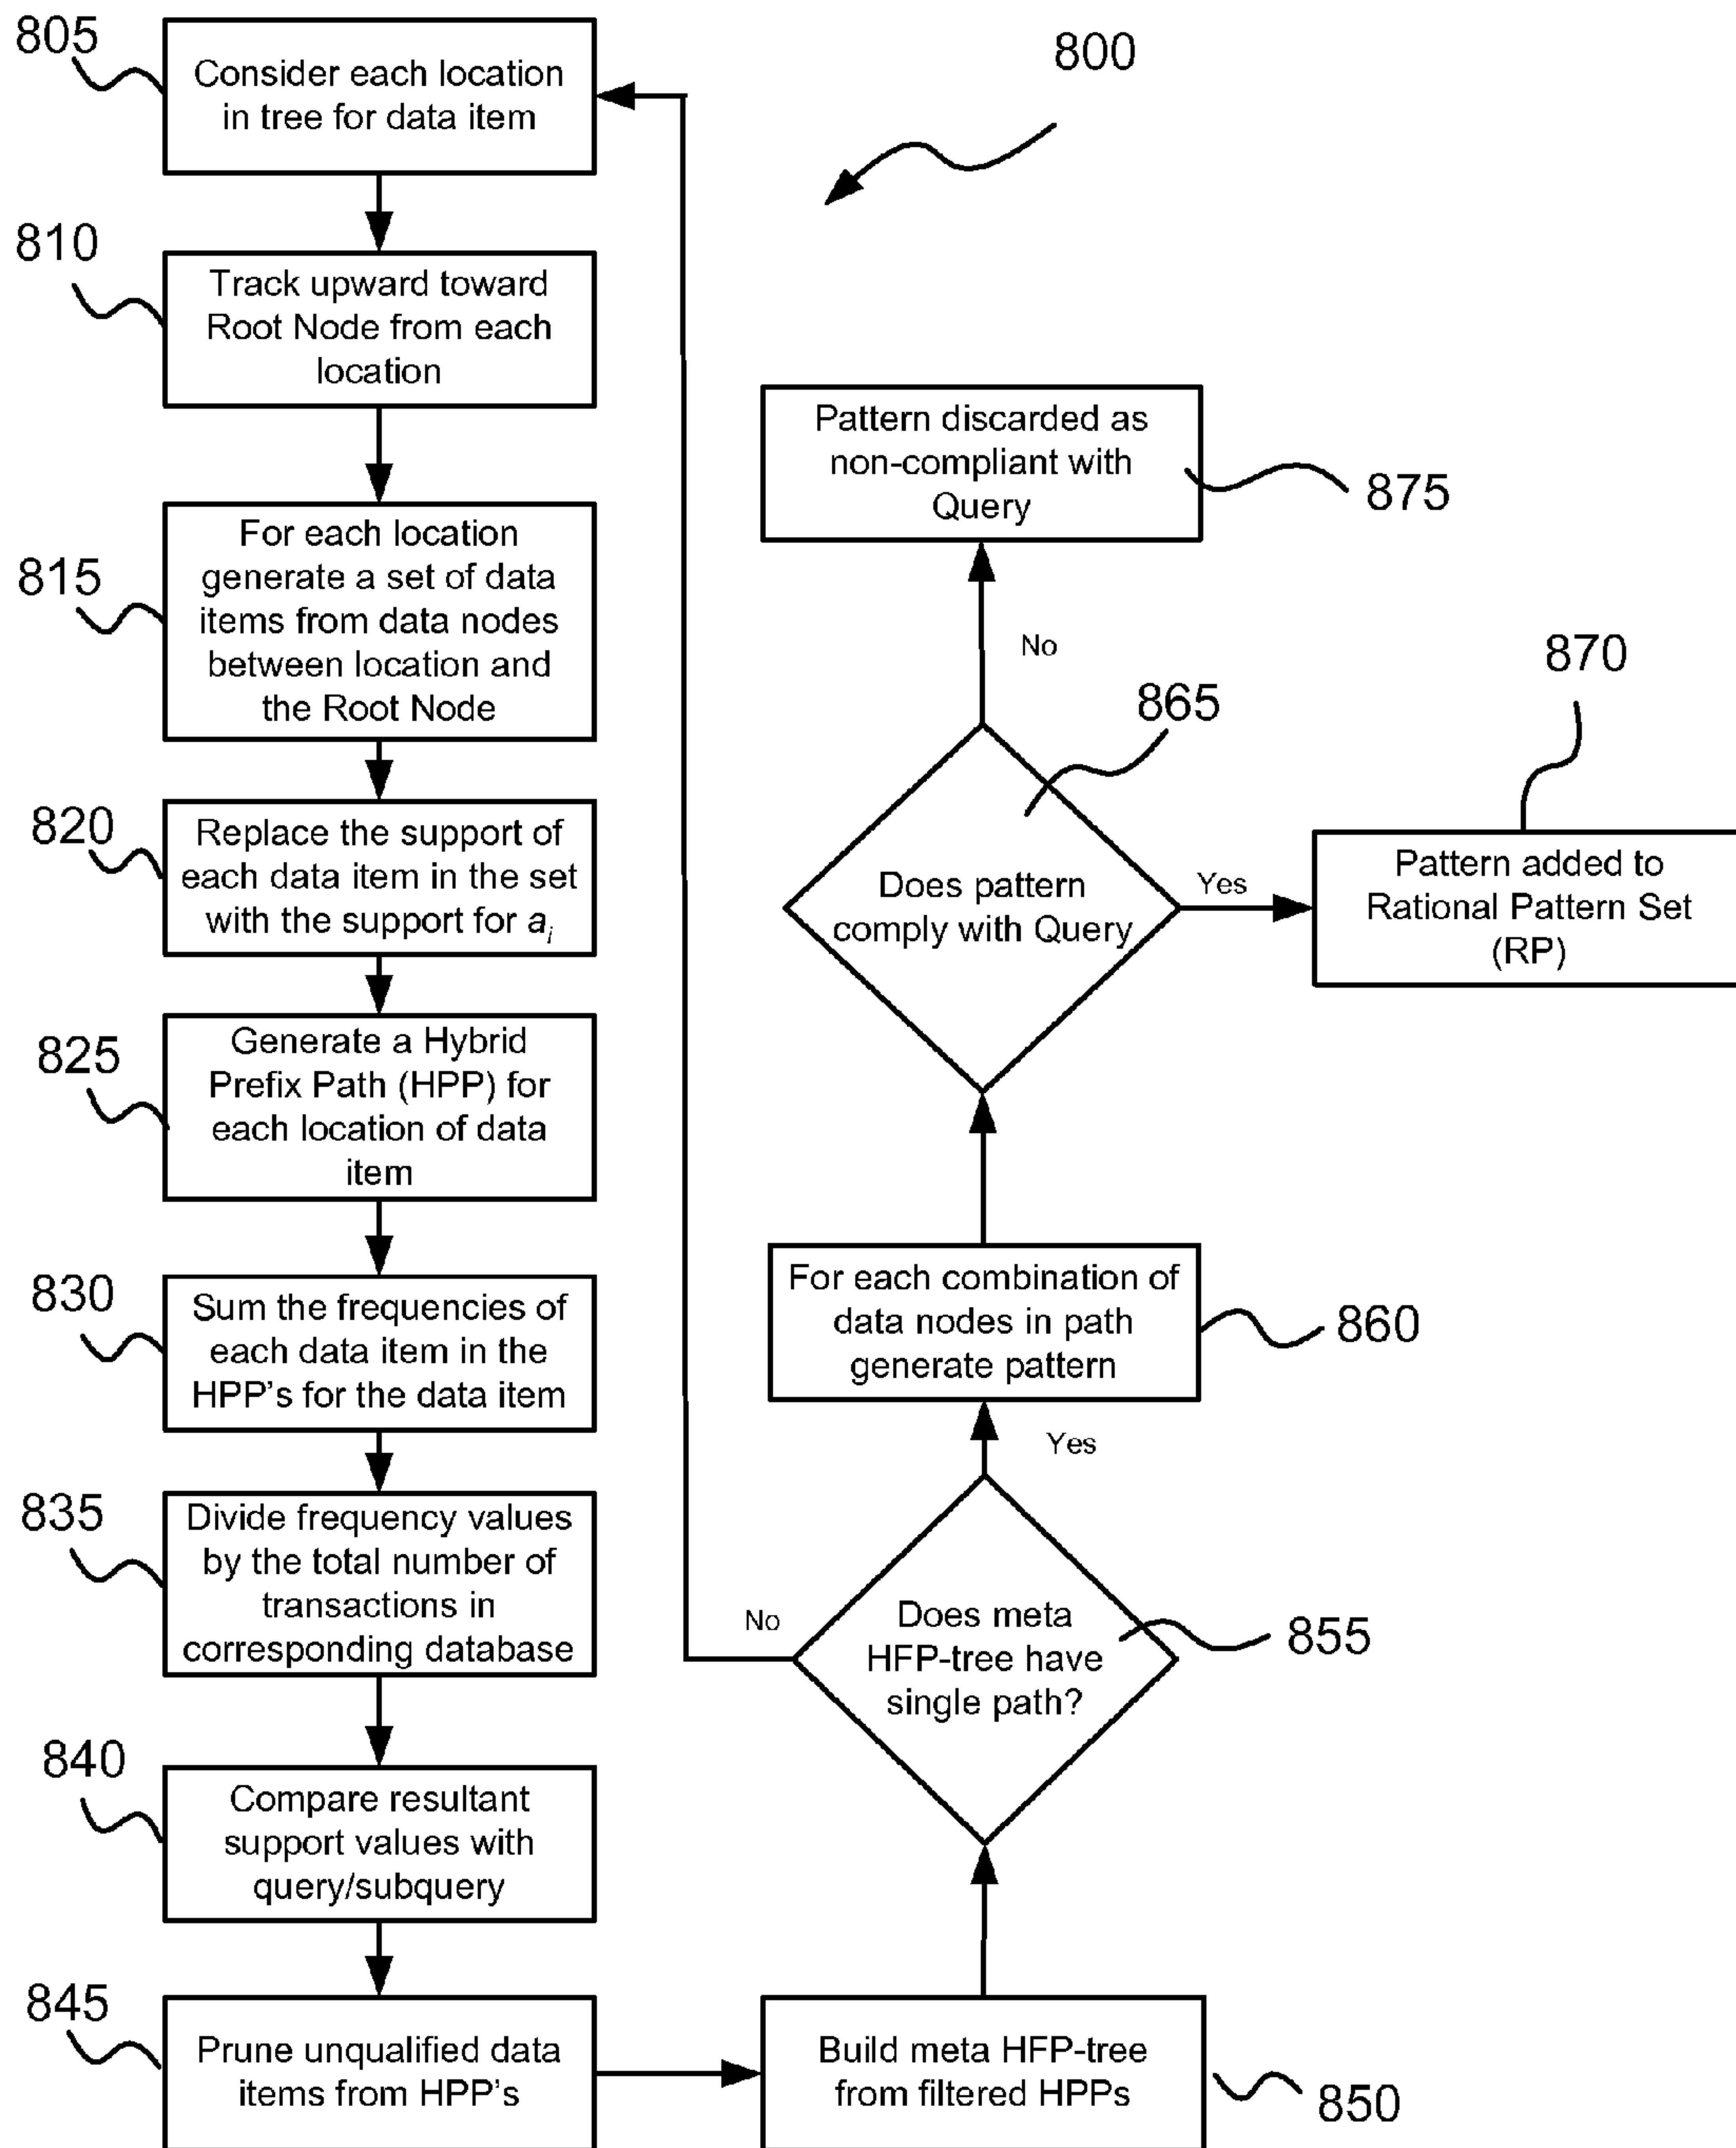 805
Consider each location
in tree for data item
800
810
Track upward toward
Root Node from each
location
815
For each location
generate a set of data
items from data nodes
between location and
the Root Node
820
Replace the support of
each data item in the set
with the support for ai
825
Generate a Hybrid
Prefix Path (HPP) for
each location of data
item
830
Sum the frequencies of
each data item in the
HPP's for the data item
835
Divide frequency values
by the total number of
transactions in
corresponding database
840
Compare resultant
support values with
query/subquery
845
Prune unqualified data
items from HPP's
Build meta HFP-tree
from filtered HPPs
850
Does meta
HFP-tree have
single path?
855
No
Yes
For each combination of
data nodes in path
generate pattern
860
Does pattern
comply with Query
865
Yes
No
Pattern added to
Rational Pattern Set
(RP)
870
Pattern discarded as
non-compliant with
Query
875